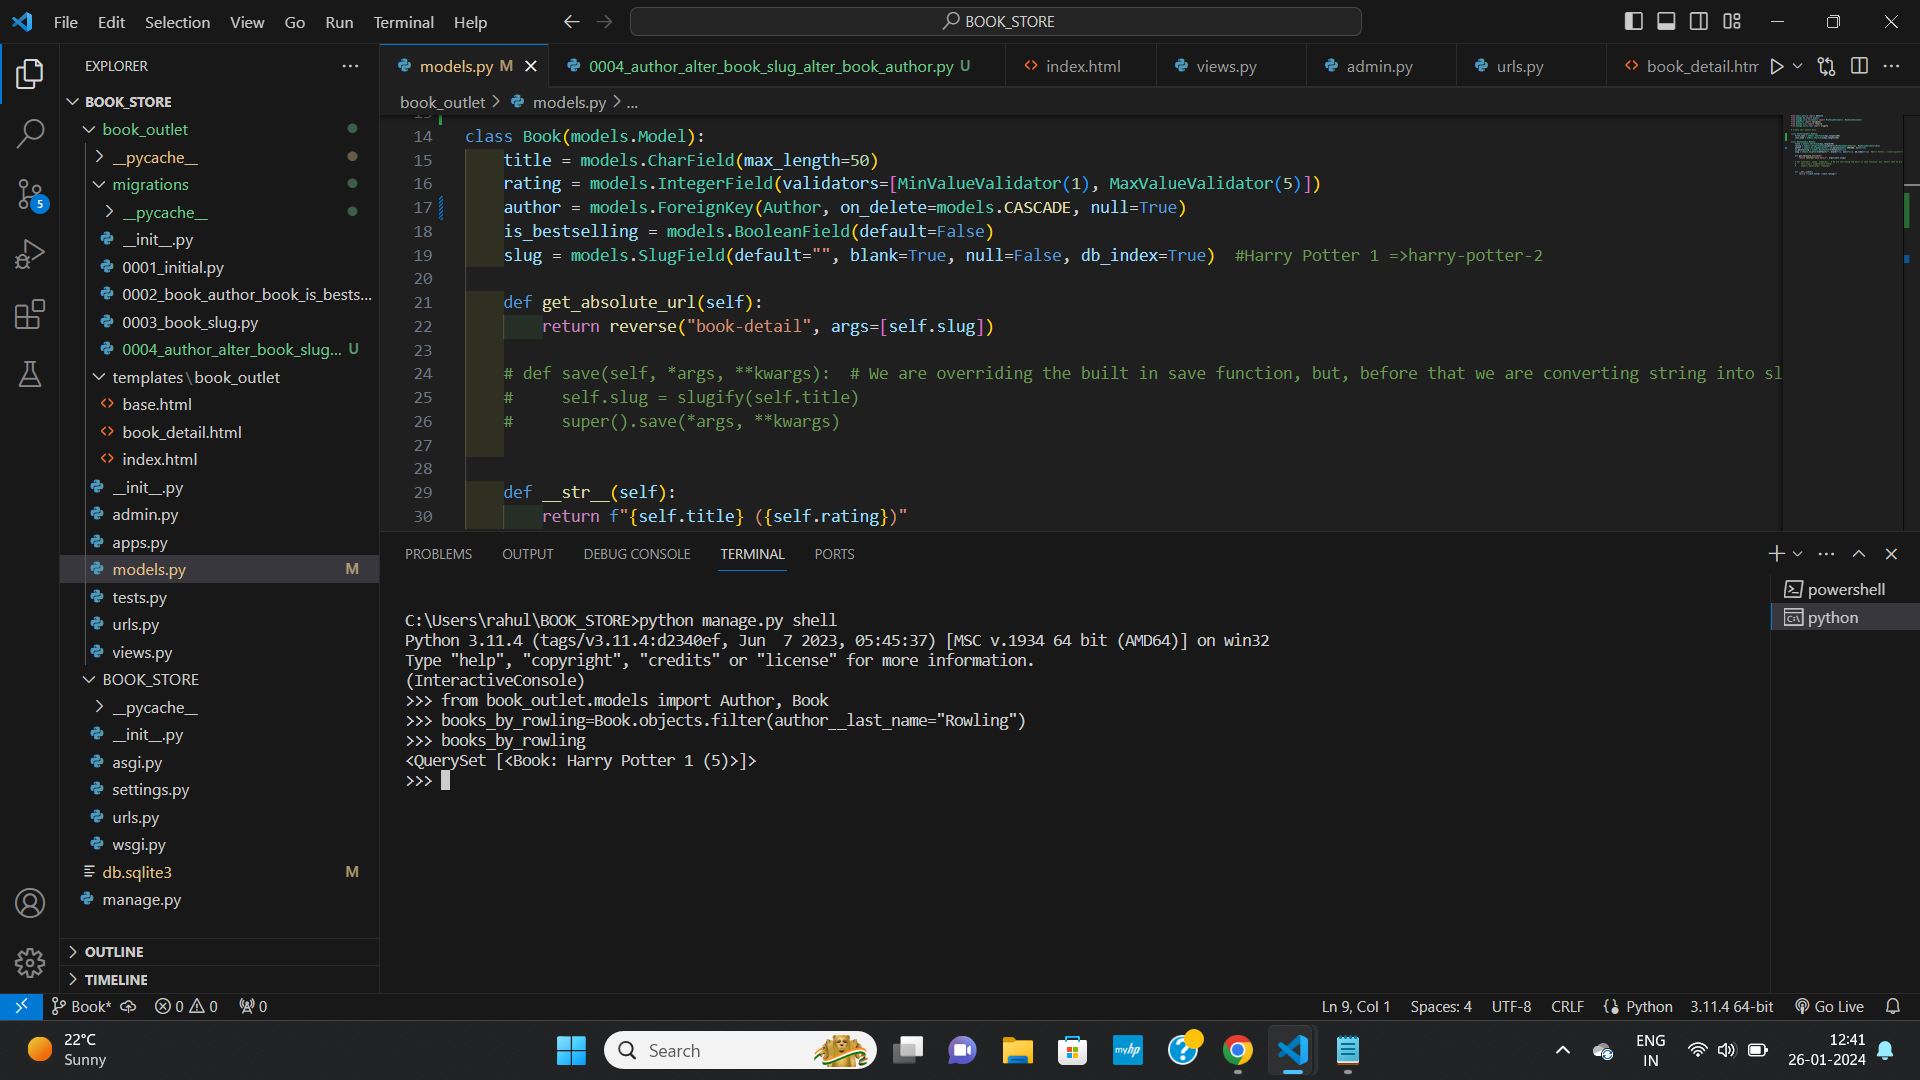 File Edit Selection View Go Run Terminal Help
BOOK_STORE
EXPLORER
BOOK_STORE
book_outlet
__pycache__
migrations
__pycache__
__init__.py
0001_initial.py
0002_book_author_book_is_bests...
0003_book_slug.py
0004_author_alter_book_slug... U
templates\book_outlet
base.html
book_detail.html
index.html
__init__.py
admin.py
apps.py
models.py M
tests.py
urls.py
views.py
BOOK_STORE
__pycache__
__init__.py
asgi.py
settings.py
urls.py
wsgi.py
db.sqlite3 M
manage.py
OUTLINE
TIMELINE
5
models.py M
0004_author_alter_book_slug_alter_book_author.py U
index.html
views.py
admin.py
urls.py
book_detail.htm
book_outlet > models.py > ...
14 class Book(models.Model):
15 title = models.CharField(max_length=50)
16 rating = models.IntegerField(validators=[MinValueValidator(1), MaxValueValidator(5)])
17 author = models.ForeignKey(Author, on_delete=models.CASCADE, null=True)
18 is_bestselling = models.BooleanField(default=False)
19 slug = models.SlugField(default="", blank=True, null=False, db_index=True)  #Harry Potter 1 =>harry-potter-2
20
21 def get_absolute_url(self):
22 return reverse("book-detail", args=[self.slug])
23
24 # def save(self, *args, **kwargs):  # We are overriding the built in save function, but, before that we are converting string into sl
25 #     self.slug = slugify(self.title)
26 #     super().save(*args, **kwargs)
27
28
29 def __str__(self):
30 return f"{self.title} ({self.rating})"
PROBLEMS OUTPUT DEBUG CONSOLE TERMINAL PORTS
C:\Users\rahul\BOOK_STORE>python manage.py shell
Python 3.11.4 (tags/v3.11.4:d2340ef, Jun  7 2023, 05:45:37) [MSC v.1934 64 bit (AMD64)] on win32
Type "help", "copyright", "credits" or "license" for more information.
(InteractiveConsole)
>>> from book_outlet.models import Author, Book
>>> books_by_rowling=Book.objects.filter(author__last_name="Rowling")
>>> books_by_rowling
<QuerySet [<Book: Harry Potter 1 (5)>]>
>>>
powershell
python
Book* 0 0 0
Ln 9, Col 1 Spaces: 4 UTF-8 CRLF Python 3.11.4 64-bit Go Live
22°C
Sunny
Search
myhp
ENG
IN
12:41
26-01-2024